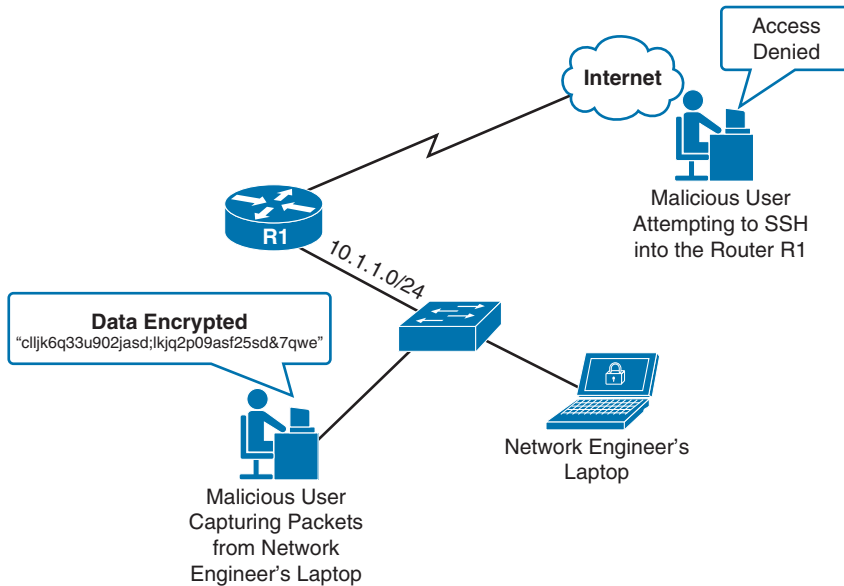 Access
Denied
Internet
Malicious User
Attempting to SSH
into the Router R1
R1
10.1.1.0/24
Data Encrypted
“clljk6q33u902jasd;lkjq2p09asf25sd&7qwe”
Network Engineer’s
Laptop
Malicious User
Capturing Packets
from Network
Engineer’s Laptop